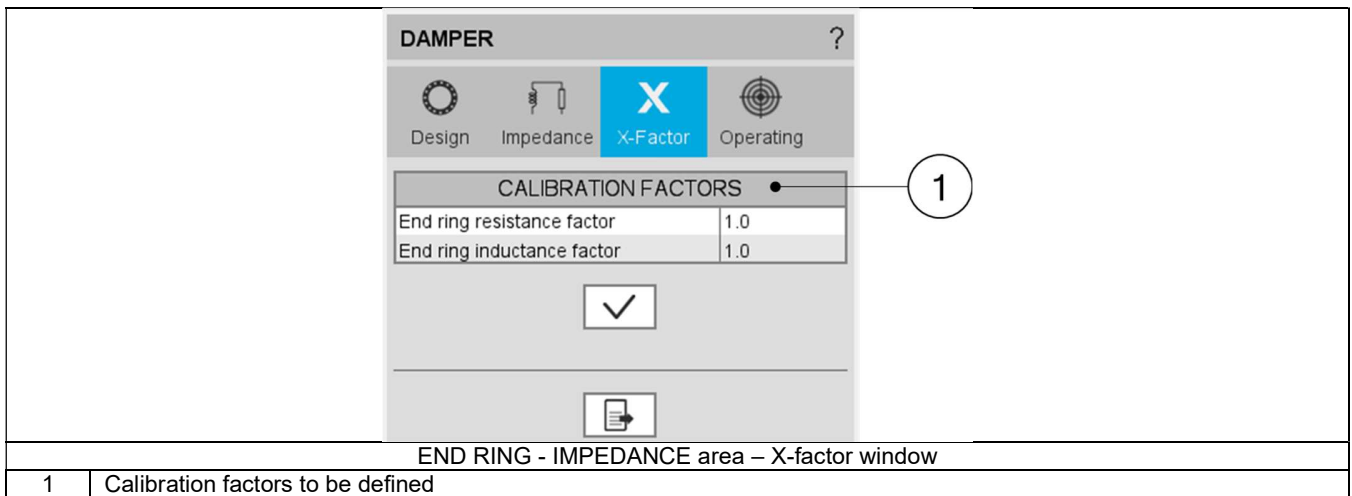 DAMPER ?
Design Impedance X-Factor Operating
CALIBRATION FACTORS
1
End ring resistance factor 1.0
End ring inductance factor 1.0
END RING - IMPEDANCE area – X-factor window
1 Calibration factors to be defined